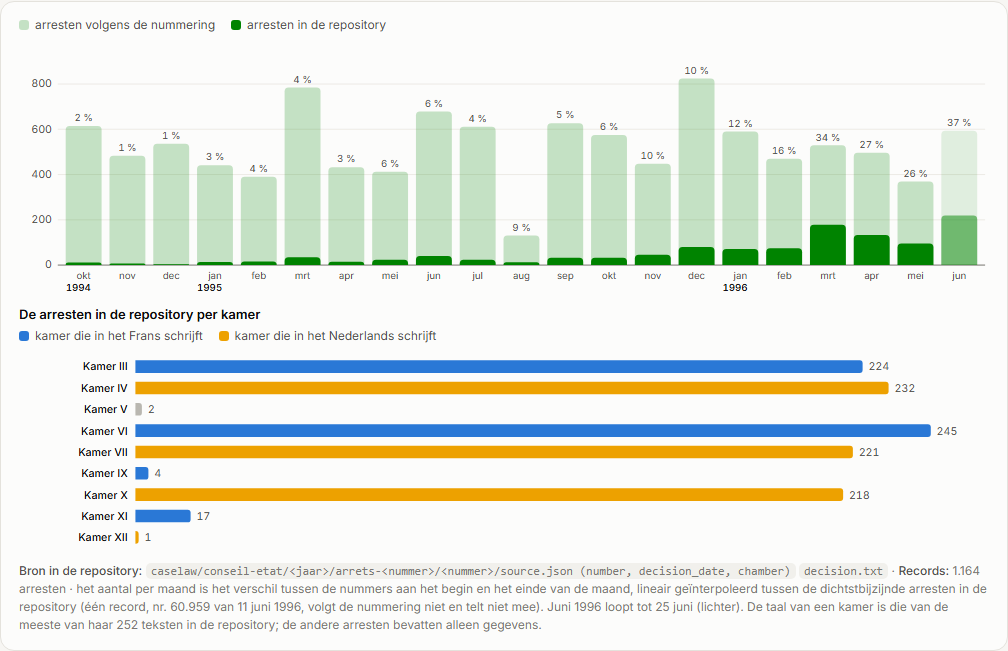 arresten volgens de nummering arresten in de repository
800
600
400
200
0
2 % 1 % 1 % 3 % 4 % 4 % 3 % 6 % 6 % 4 % 9 % 5 % 6 % 10 % 10 % 12 % 16 % 34 % 27 % 26 % 37 %
okt nov dec jan feb mrt apr mei jun jul aug sep okt nov dec jan feb mrt apr mei jun
1994 1995 1996
De arresten in de repository per kamer
kamer die in het Frans schrijft kamer die in het Nederlands schrijft
Kamer III 224
Kamer IV 232
Kamer V 2
Kamer VI 245
Kamer VII 221
Kamer IX 4
Kamer X 218
Kamer XI 17
Kamer XII 1
Bron in de repository: caselaw/conseil-etat/<jaar>/arrets-<nummer>/<nummer>/source.json (number, decision_date, chamber) decision.txt · Records: 1.164
arresten · het aantal per maand is het verschil tussen de nummers aan het begin en het einde van de maand, lineair geïnterpoleerd tussen de dichtstbijzijnde arresten in de
repository (één record, nr. 60.959 van 11 juni 1996, volgt de nummering niet en telt niet mee). Juni 1996 loopt tot 25 juni (lichter). De taal van een kamer is die van de
meeste van haar 252 teksten in de repository; de andere arresten bevatten alleen gegevens.